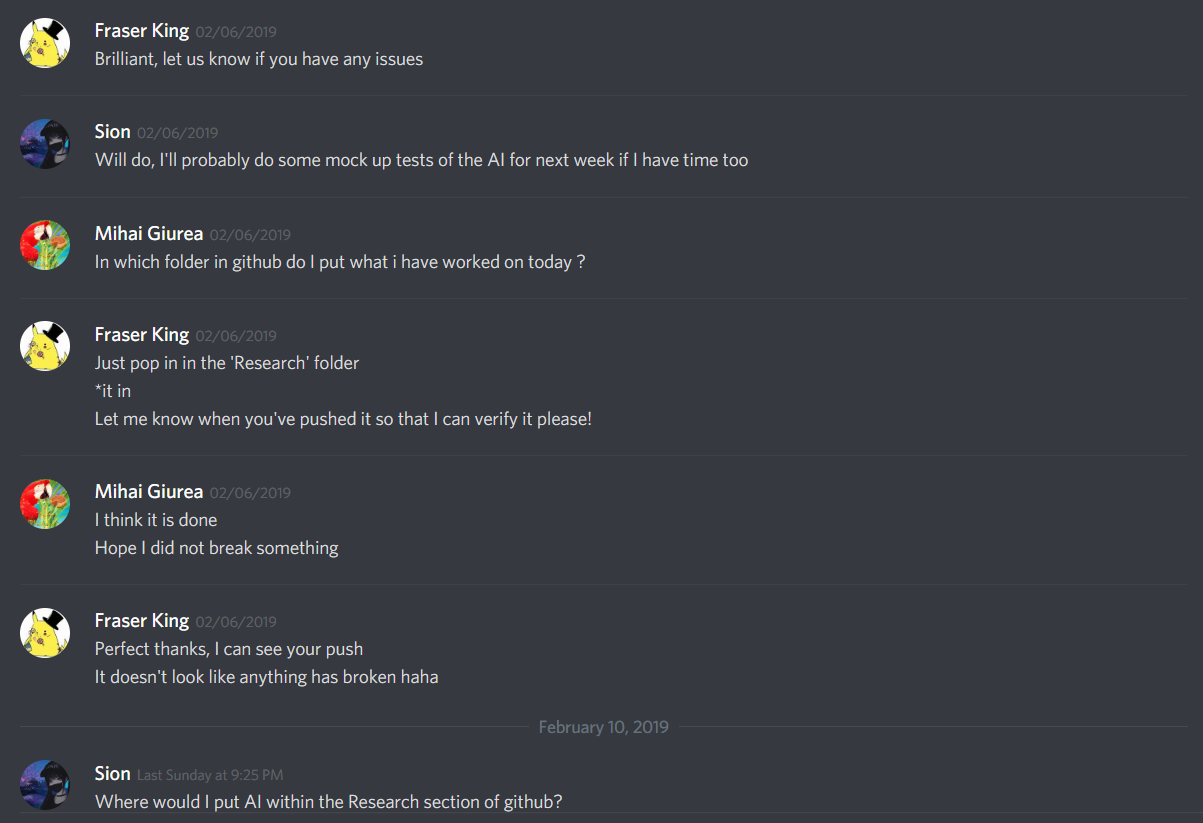 Fraser King 02/06/2019
Brilliant, let us know if you have any issues
Sion 02/06/2019
Will do, I'll probably do some mock up tests of the AI for next week if I have time too
Mihai Giurea 02/06/2019
In which folder in github do I put what i have worked on today ?
Fraser King 02/06/2019
Just pop in in the 'Research' folder
*it in
Let me know when you've pushed it so that I can verify it please!
Mihai Giurea 02/06/2019
I think it is done
Hope I did not break something
Fraser King 02/06/2019
Perfect thanks, I can see your push
It doesn't look like anything has broken haha
February 10, 2019
Sion Last Sunday at 9:25 PM
Where would I put AI within the Research section of github?